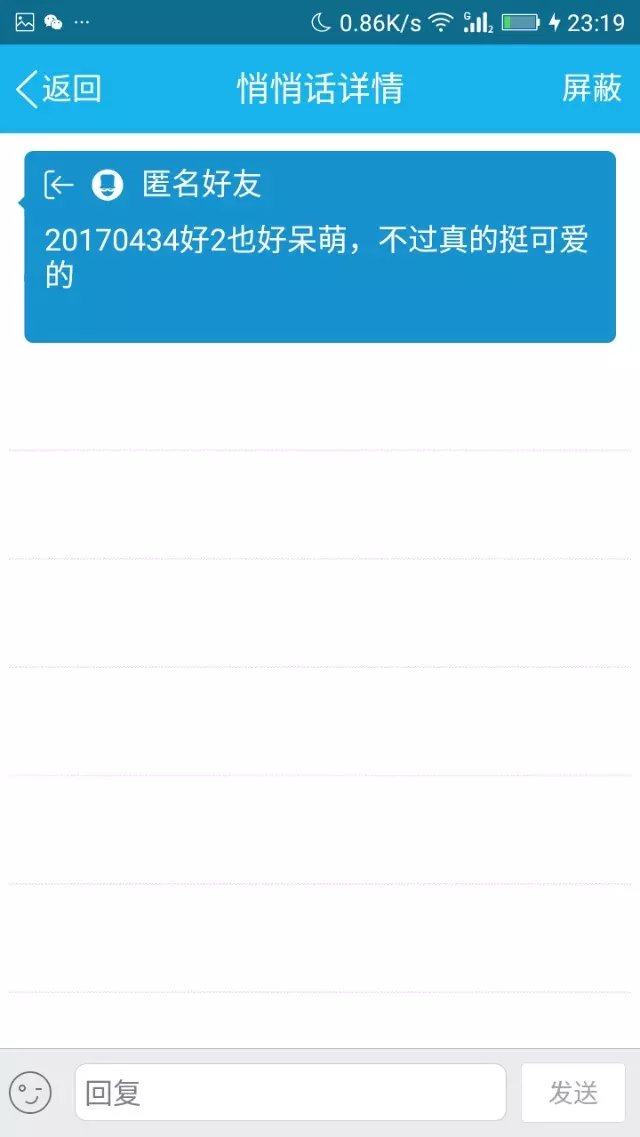 0.86K/s 23:19
返回 悄悄话详情 屏蔽
匿名好友
20170434好2也好呆萌，不过真的挺可爱
的
回复 发送